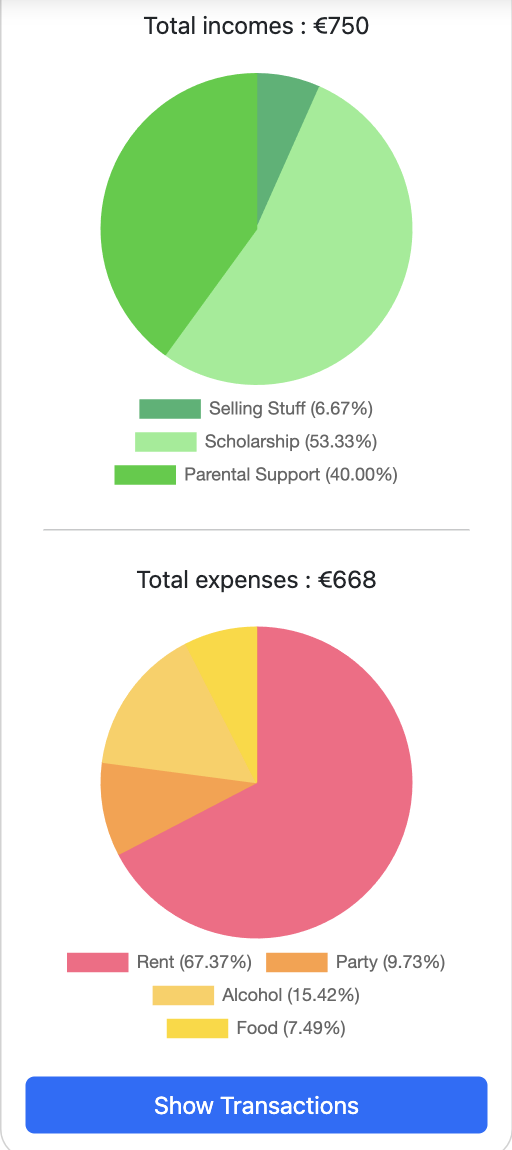 Total incomes : €750
Selling Stuff (6.67%)
Scholarship (53.33%)
Parental Support (40.00%)
Total expenses : €668
Rent (67.37%) Party (9.73%)
Alcohol (15.42%)
Food (7.49%)
Show Transactions